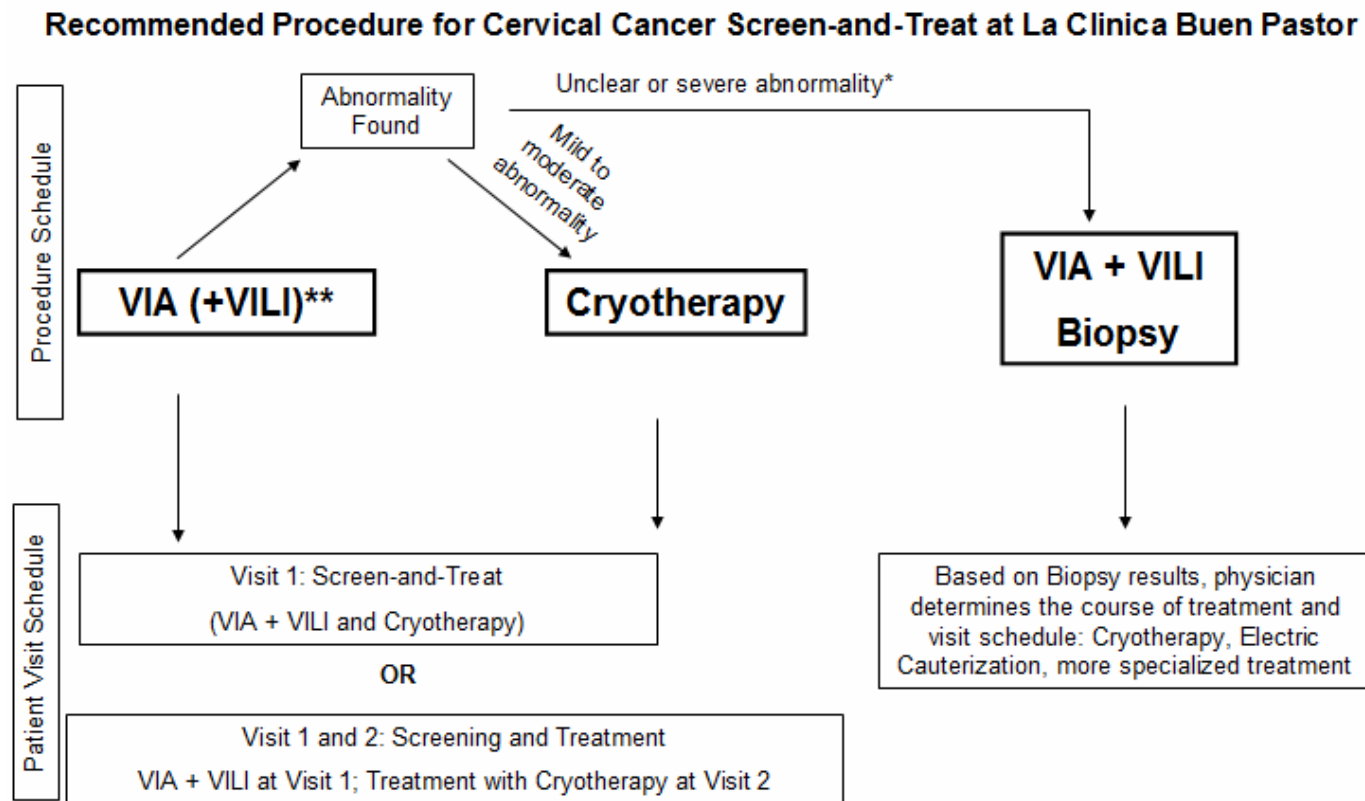 Recommended Procedure for Cervical Cancer Screen-and-Treat at La Clinica Buen Pastor
Procedure Schedule
Abnormality
Found
Unclear or severe abnormality*
Mild to
moderate
abnormality
VIA (+VILI)**
Cryotherapy
VIA + VILI
Biopsy
Patient Visit Schedule
Visit 1: Screen-and-Treat
(VIA + VILI and Cryotherapy)
OR
Visit 1 and 2: Screening and Treatment
VIA + VILI at Visit 1; Treatment with Cryotherapy at Visit 2
Based on Biopsy results, physician
determines the course of treatment and
visit schedule: Cryotherapy, Electric
Cauterization, more specialized treatment